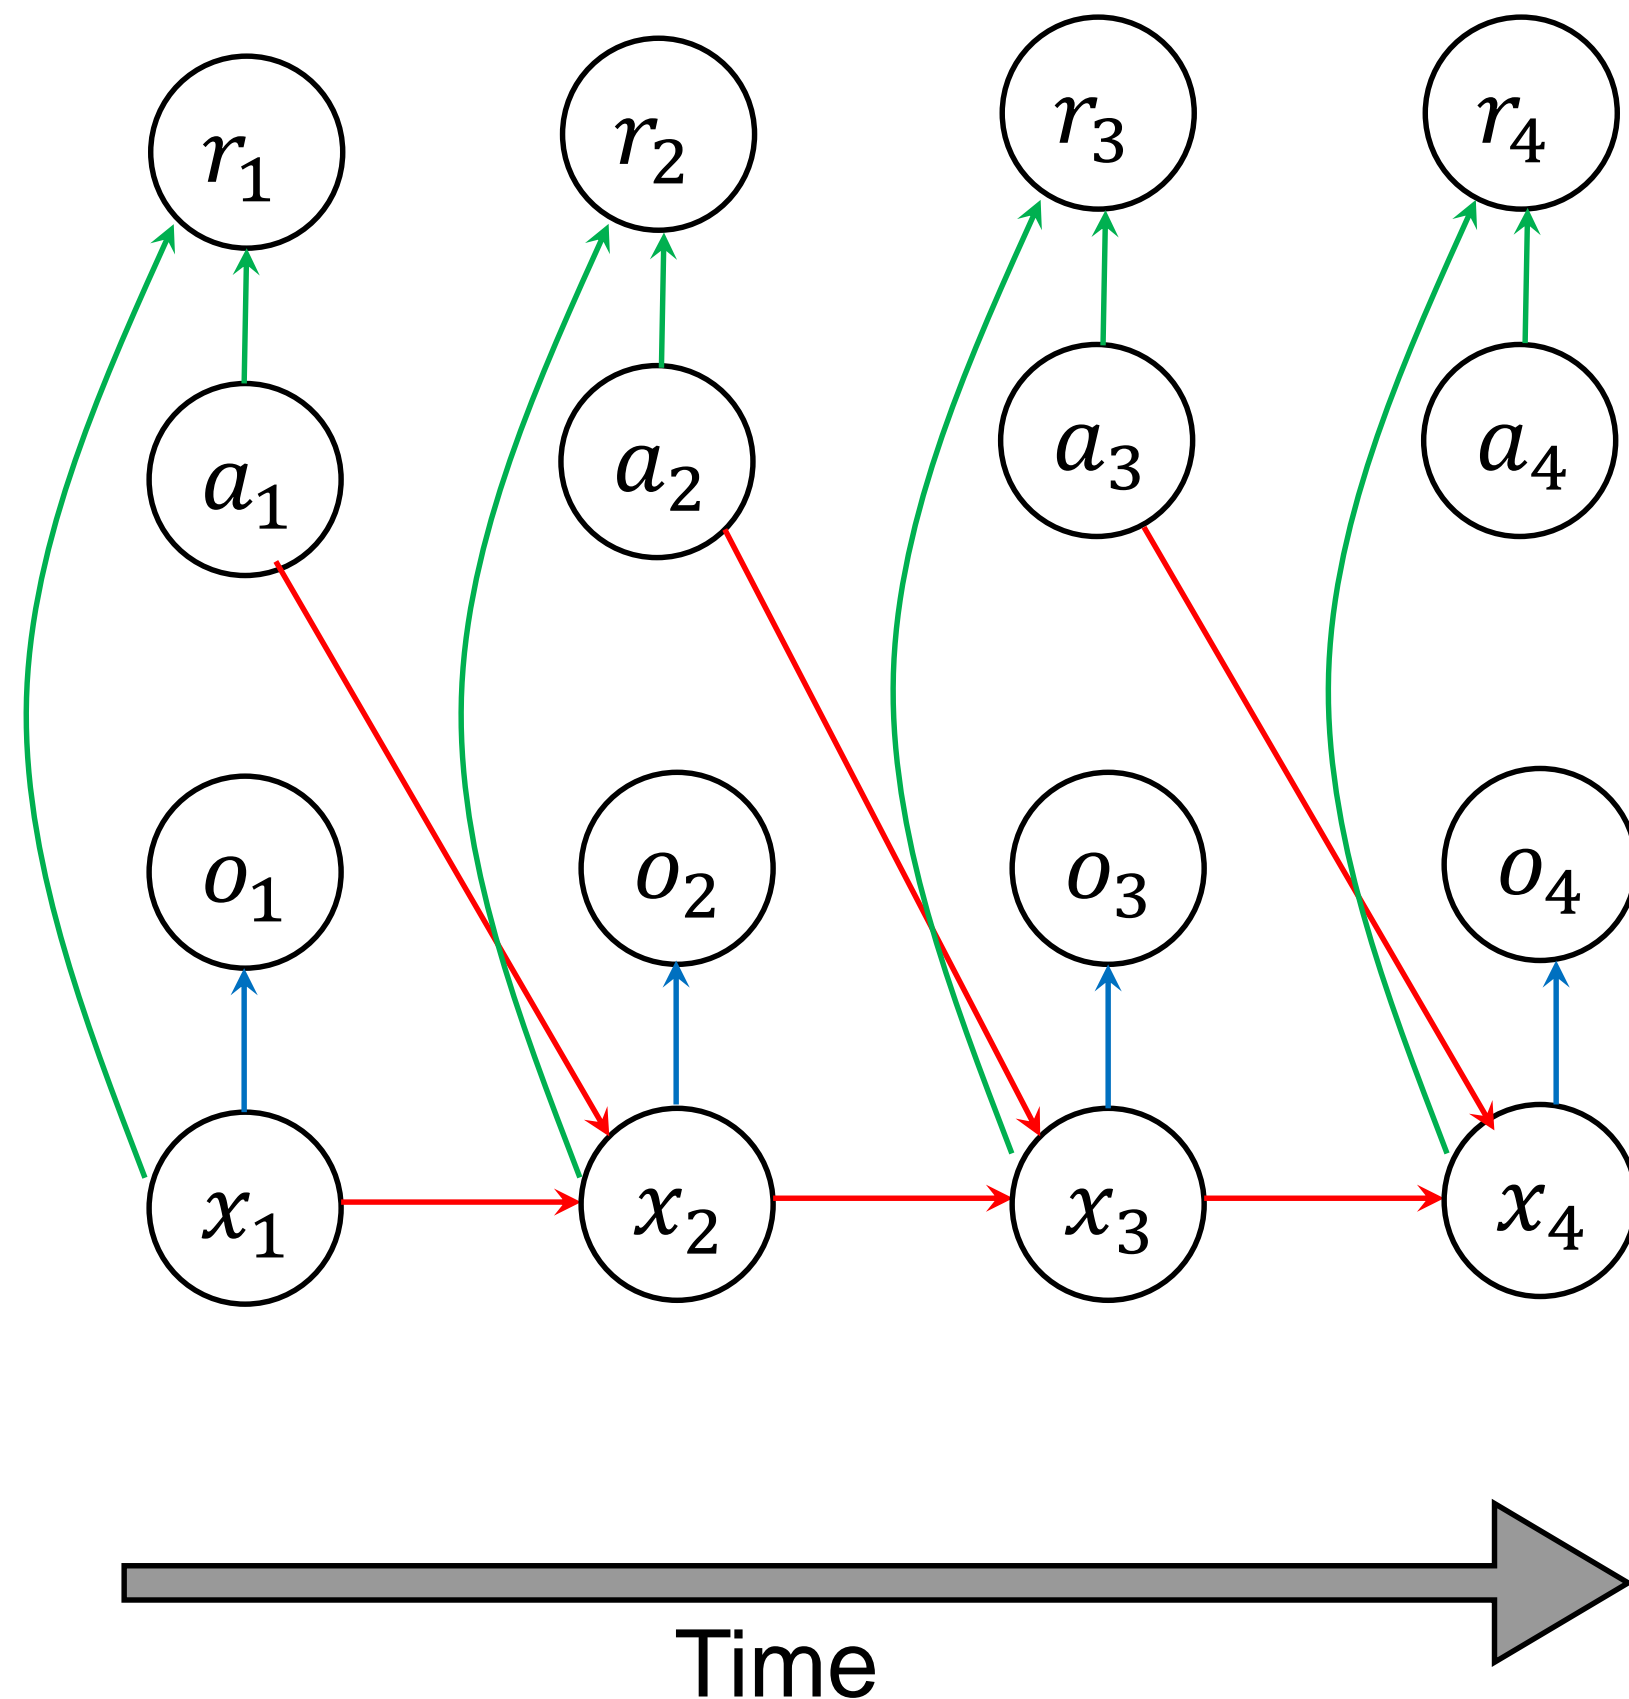 r₁ r₂ r₃ r₄
a₁ a₂ a₃ a₄
o₁ o₂ o₃ o₄
x₁ x₂ x₃ x₄
Time